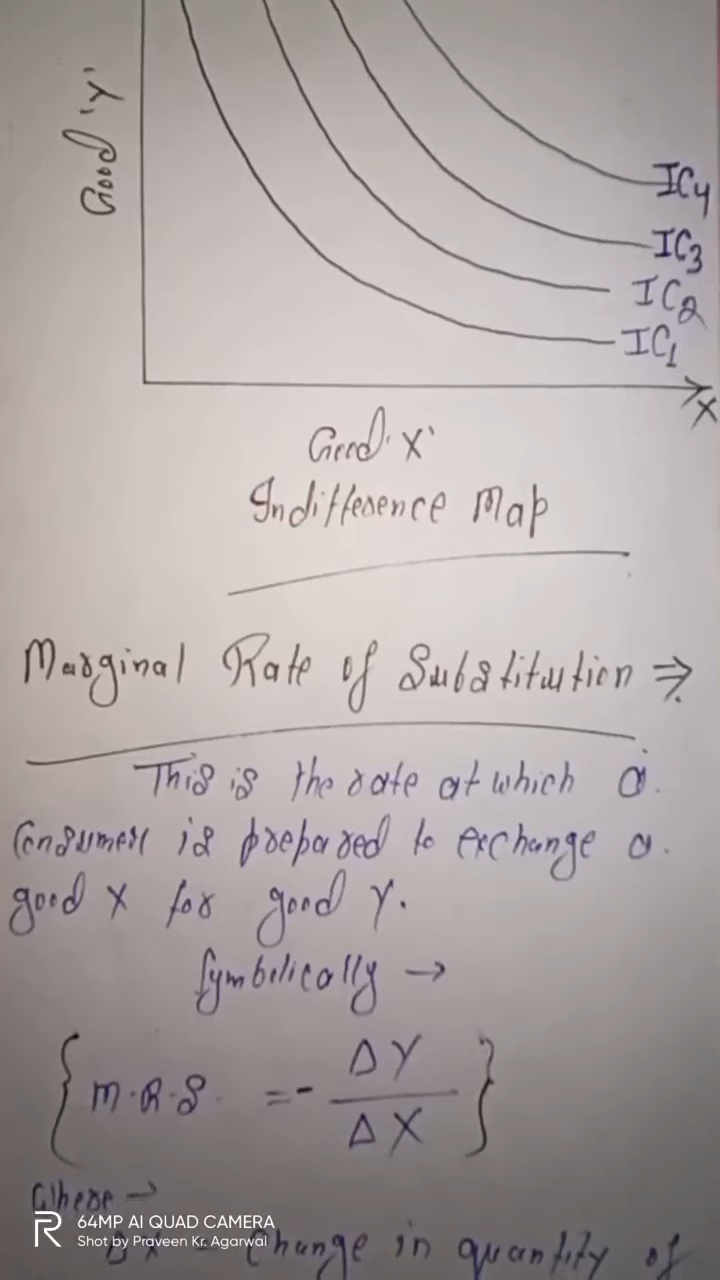 Good 'Y'
IC4
IC3
IC2
IC1
X
Good 'X'
Indifference Map
Marginal Rate of Substitution ⇒
This is the rate at which a
Consumer is prepared to exchange a
good X for good Y.
Symbolically →
{ M.R.S. = - ΔY / ΔX }
Where →
ΔX - Change in quantity of
R 64MP AI QUAD CAMERA
Shot by Praveen Kr. Agarwal